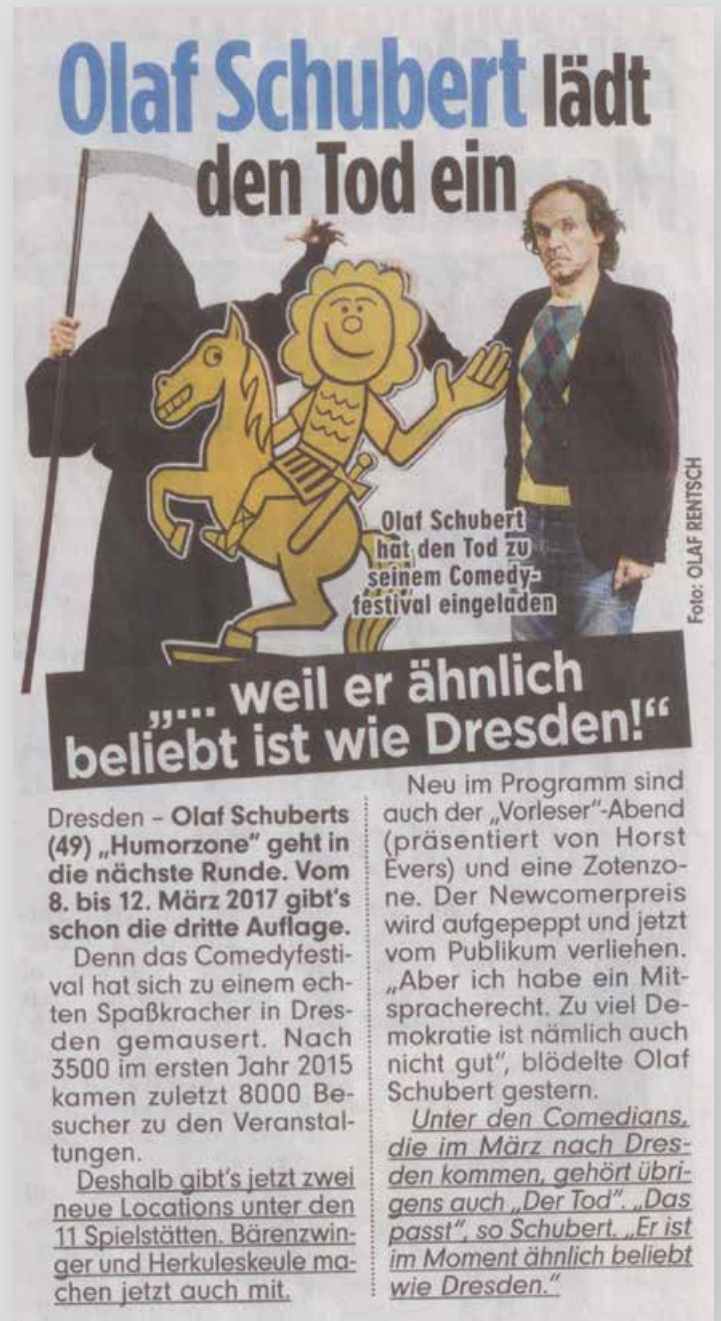 Olaf Schubert lädt
den Tod ein
Olaf Schubert
hat den Tod zu
seinem Comedy-
festival eingeladen
Foto: OLAF RENTSCH
„... weil er ähnlich
beliebt ist wie Dresden!“
Dresden – Olaf Schuberts
(49) „Humorzone“ geht in
die nächste Runde. Vom
8. bis 12. März 2017 gibt's
schon die dritte Auflage.
Denn das Comedyfesti-
val hat sich zu einem ech-
ten Spaßkracher in Dres-
den gemausert. Nach
3500 im ersten Jahr 2015
kamen zuletzt 8000 Be-
sucher zu den Veranstal-
tungen.
Deshalb gibt's jetzt zwei
neue Locations unter den
11 Spielstätten. Bärenzwin-
ger und Herkuleskeule ma-
chen jetzt auch mit.
Neu im Programm sind
auch der „Vorleser“-Abend
(präsentiert von Horst
Evers) und eine Zotenzo-
ne. Der Newcomerpreis
wird aufgepeppt und jetzt
vom Publikum verliehen.
„Aber ich habe ein Mit-
spracherecht. Zu viel De-
mokratie ist nämlich auch
nicht gut“, blödelte Olaf
Schubert gestern.
Unter den Comedians,
die im März nach Dres-
den kommen, gehört übri-
gens auch „Der Tod“. „Das
passt“, so Schubert. „Er ist
im Moment ähnlich beliebt
wie Dresden.“